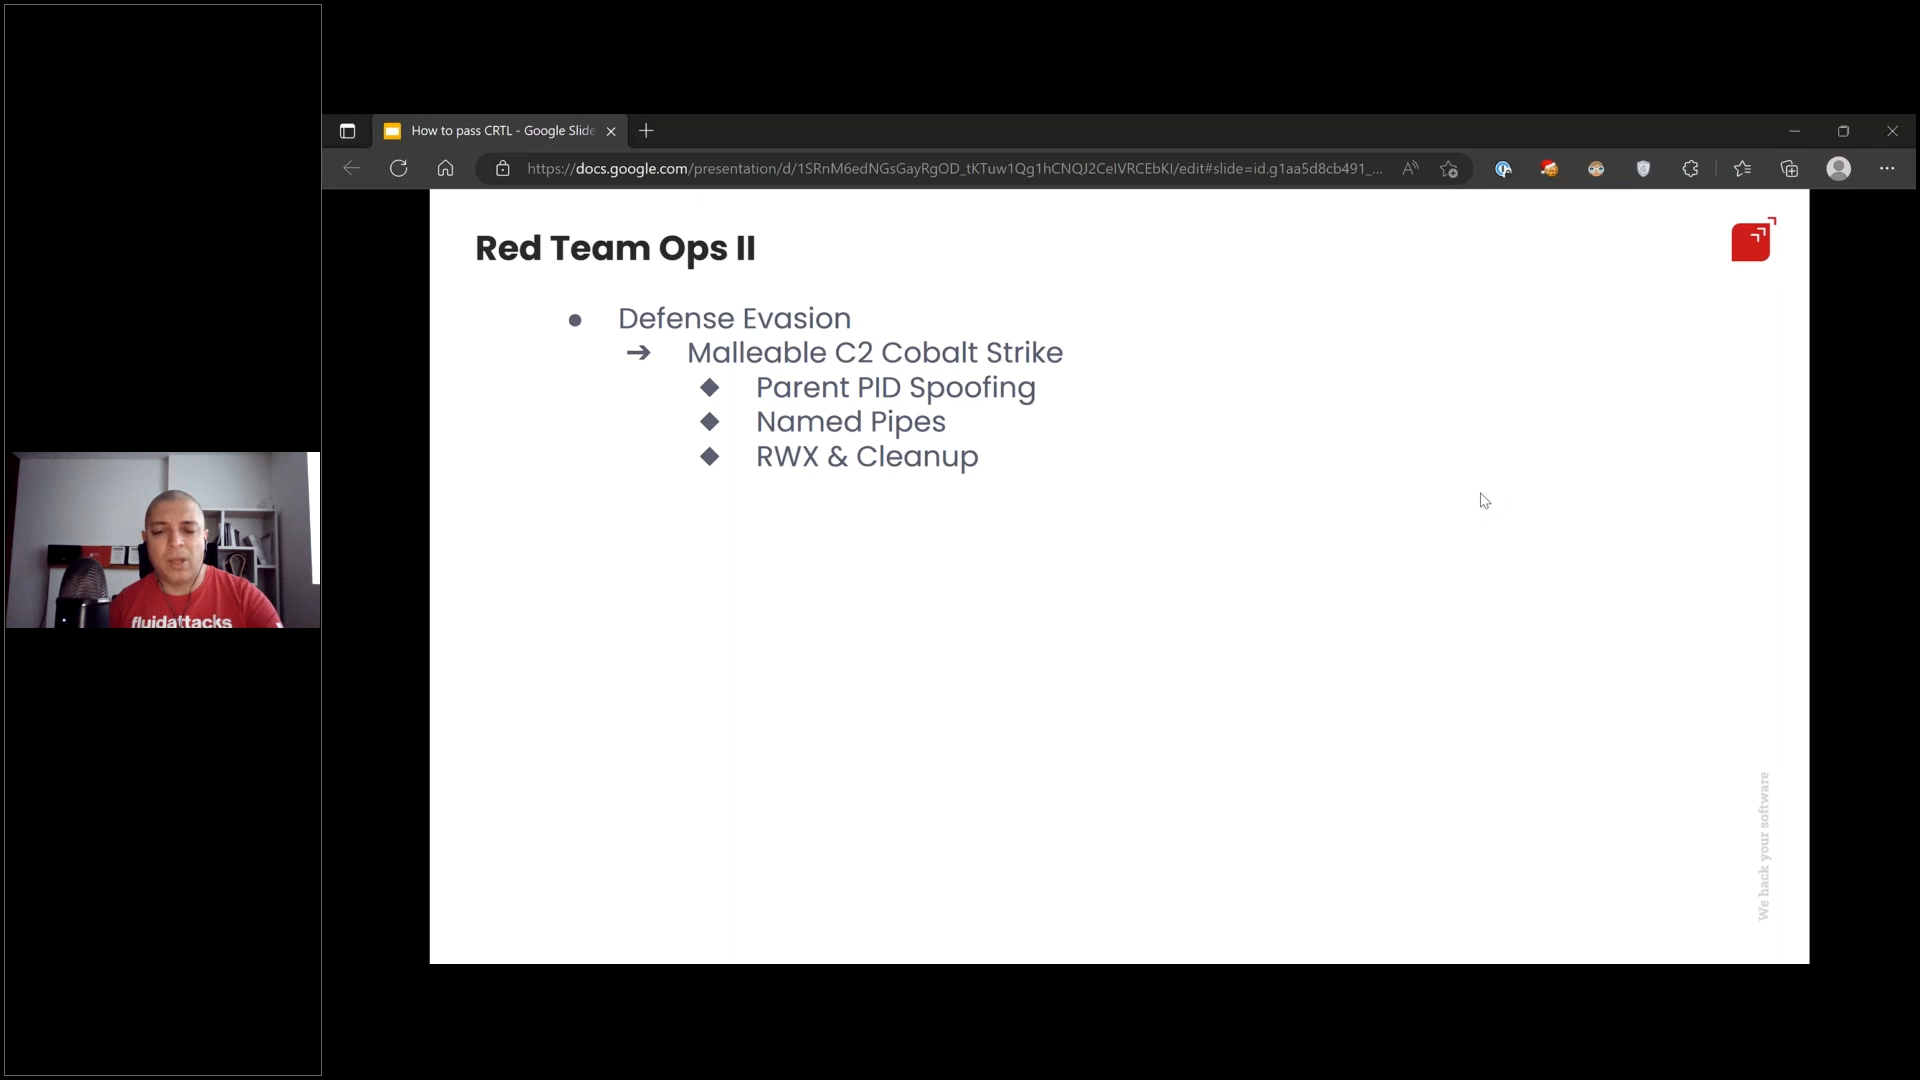 How to pass CRTL - Google Slide
https://docs.google.com/presentation/d/1SRnM6edNGsGayRgOD_tKTuw1Qg1hCNQJ2CeIVRCEbKI/edit#slide=id.g1aa5d8cb491_...
Red Team Ops II
● Defense Evasion
➔ Malleable C2 Cobalt Strike
◆ Parent PID Spoofing
◆ Named Pipes
◆ RWX & Cleanup
fluidattacks
We hack your software